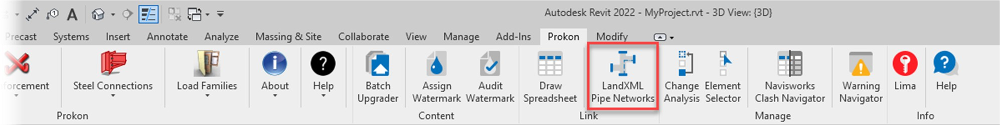 Autodesk Revit 2022 - MyProject.rvt - 3D View: {3D}
Precast Systems Insert Annotate Analyze Massing & Site Collaborate View Manage Add-Ins Prokon Modify
forcement
Steel Connections
Load Families
About
Help
Batch
Upgrader
Assign
Watermark
Audit
Watermark
Draw
Spreadsheet
LandXML
Pipe Networks
Change
Analysis
Element
Selector
Navisworks
Clash Navigator
Warning
Navigator
Lima
Help
Prokon Content Link Manage Info